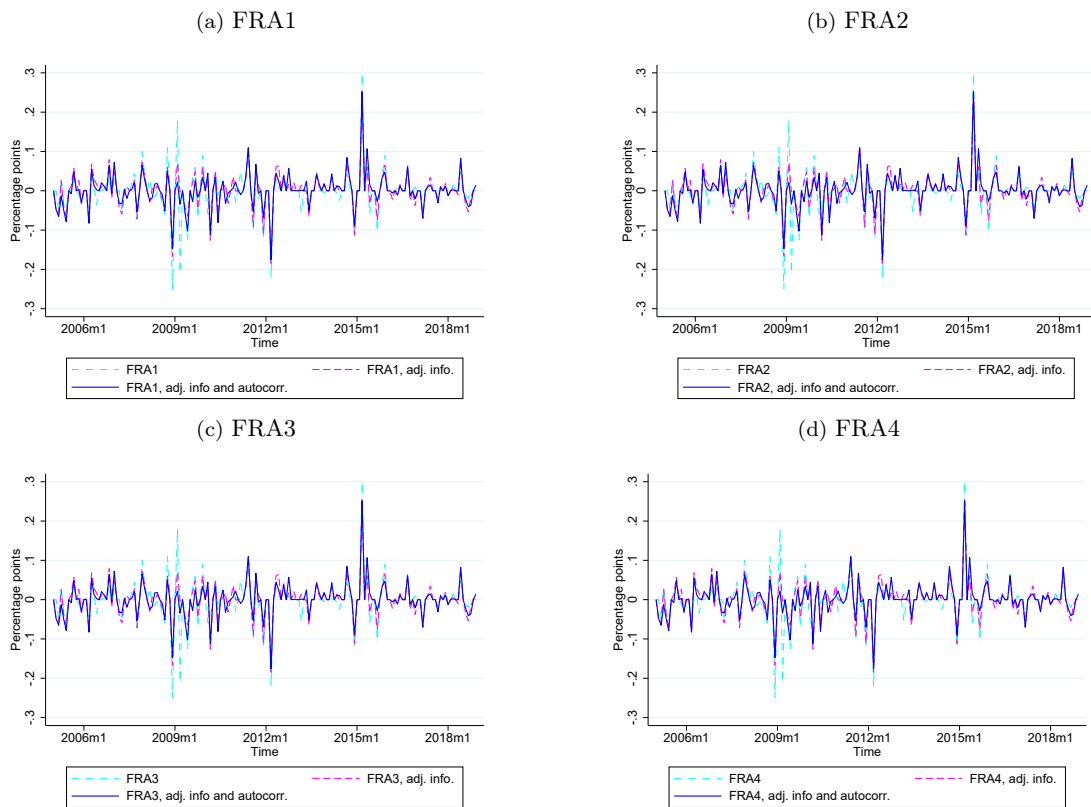 (a) FRA1
(b) FRA2
Percentage points
.3
.2
.1
0
-.1
-.2
-.3
2006m1 2009m1 2012m1 2015m1 2018m1
Time
FRA1 FRA1, adj. info.
FRA1, adj. info and autocorr.
Percentage points
.3
.2
.1
0
-.1
-.2
-.3
2006m1 2009m1 2012m1 2015m1 2018m1
Time
FRA2 FRA2, adj. info.
FRA2, adj. info and autocorr.
(c) FRA3
(d) FRA4
Percentage points
.3
.2
.1
0
-.1
-.2
-.3
2006m1 2009m1 2012m1 2015m1 2018m1
Time
FRA3 FRA3, adj. info.
FRA3, adj. info and autocorr.
Percentage points
.3
.2
.1
0
-.1
-.2
-.3
2006m1 2009m1 2012m1 2015m1 2018m1
Time
FRA4 FRA4, adj. info.
FRA4, adj. info and autocorr.